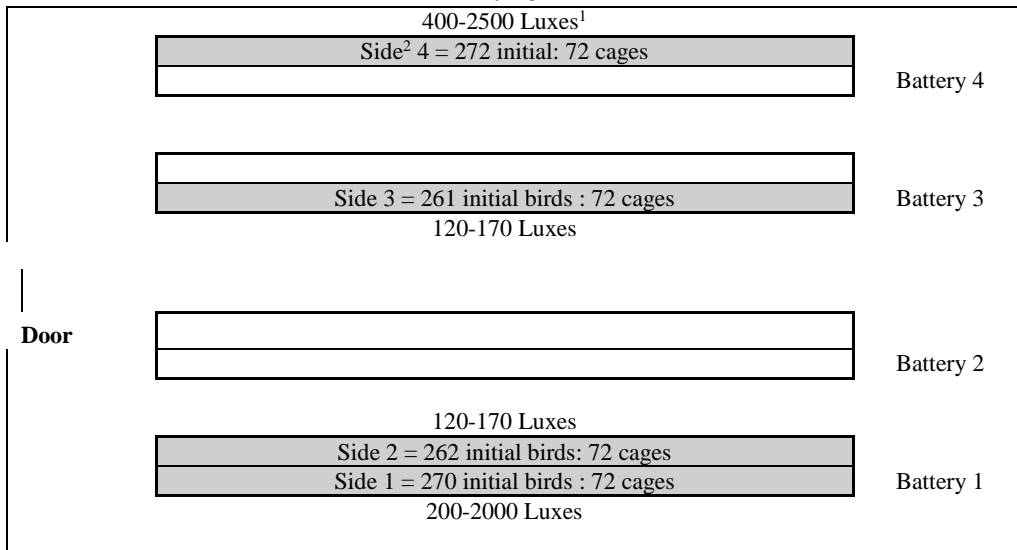 400-2500 Luxes¹
Side² 4 = 272 initial: 72 cages
Battery 4
Side 3 = 261 initial birds : 72 cages
Battery 3
120-170 Luxes
Door
Battery 2
120-170 Luxes
Side 2 = 262 initial birds: 72 cages
Side 1 = 270 initial birds : 72 cages
Battery 1
200-2000 Luxes